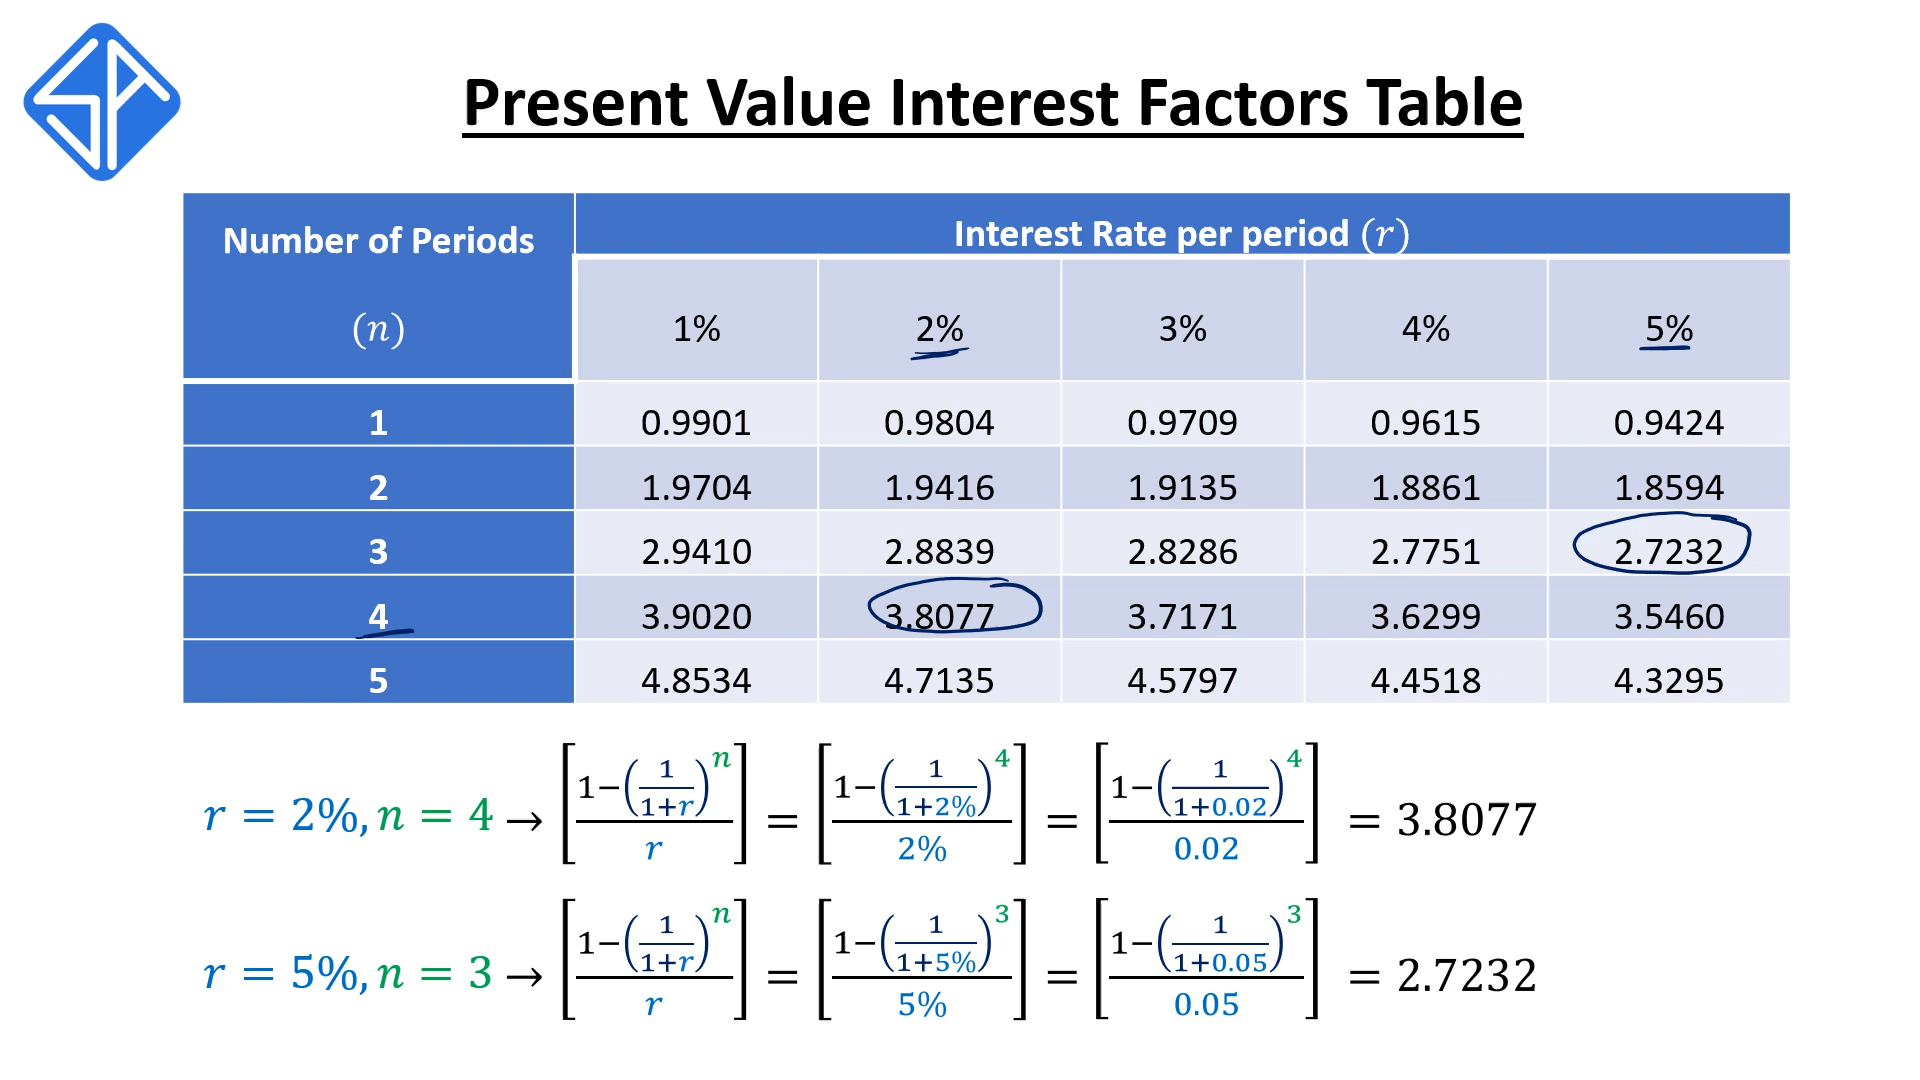 Present Value Interest Factors Table
Number of Periods
(n)
Interest Rate per period (r)
1% 2% 3% 4% 5%
1 0.9901 0.9804 0.9709 0.9615 0.9424
2 1.9704 1.9416 1.9135 1.8861 1.8594
3 2.9410 2.8839 2.8286 2.7751 2.7232
4 3.9020 3.8077 3.7171 3.6299 3.5460
5 4.8534 4.7135 4.5797 4.4518 4.3295
r = 2%, n = 4 → [(1−(1/(1+r))^n)/r] = [(1−(1/(1+2%))^4)/2%] = [(1−(1/(1+0.02))^4)/0.02] = 3.8077
r = 5%, n = 3 → [(1−(1/(1+r))^n)/r] = [(1−(1/(1+5%))^3)/5%] = [(1−(1/(1+0.05))^3)/0.05] = 2.7232